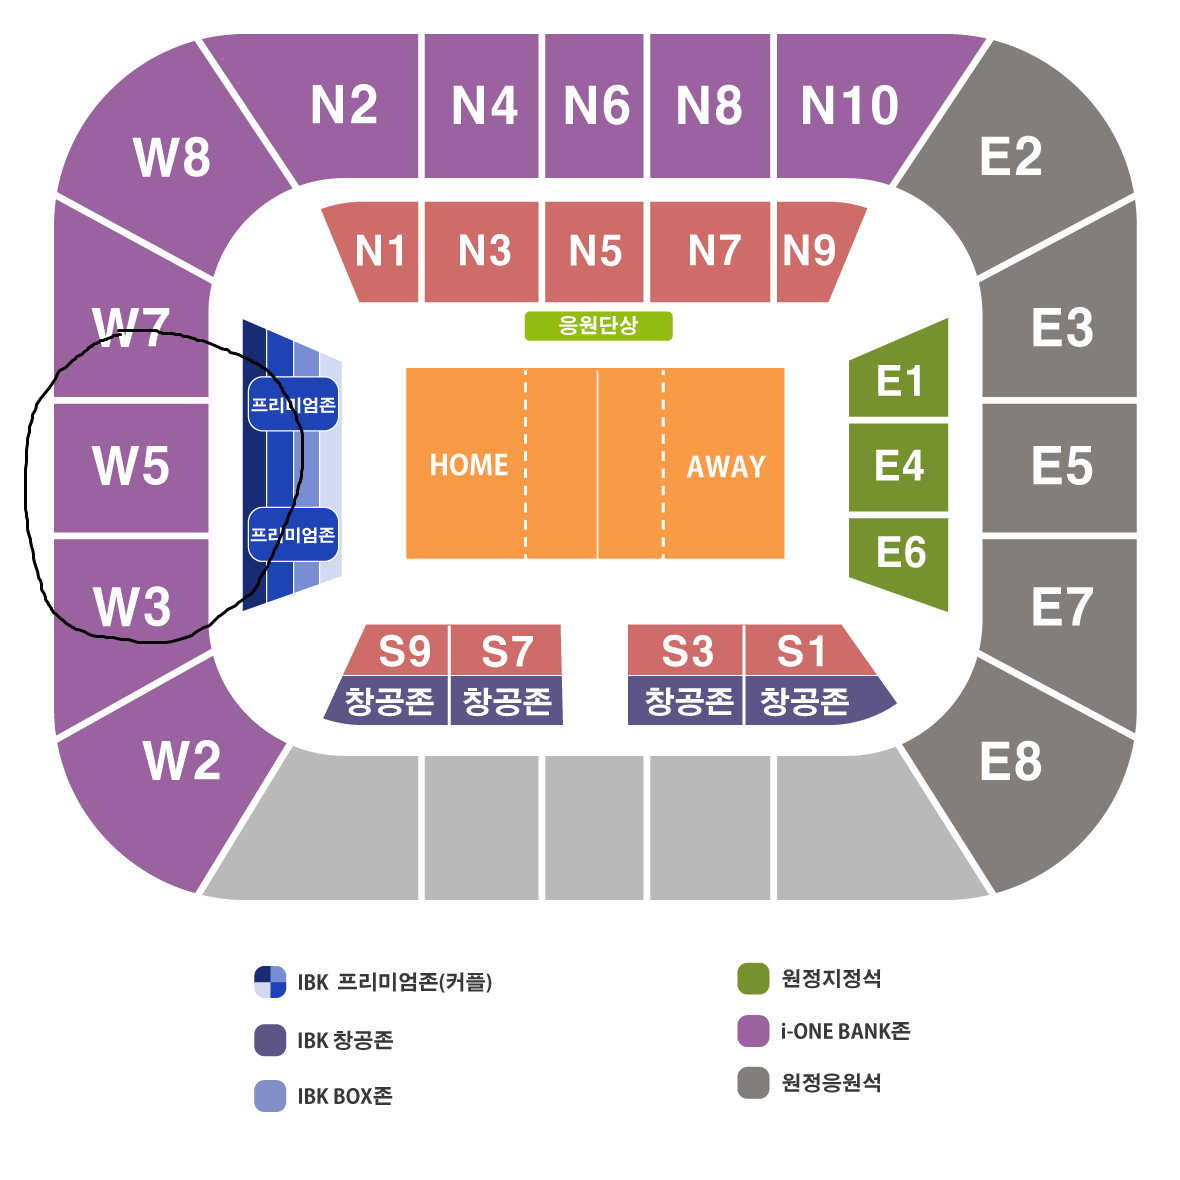 N2 N4 N6 N8 N10
W8 E2
N1 N3 N5 N7 N9
W7 E3
응원단상
E1
프리미엄존
W5 HOME AWAY E4 E5
프리미엄존
E6
W3 E7
S9 S7 S3 S1
창공존 창공존 창공존 창공존
W2 E8
IBK 프리미엄존(커플)
IBK 창공존
IBK BOX존
원정지정석
i-ONE BANK존
원정응원석